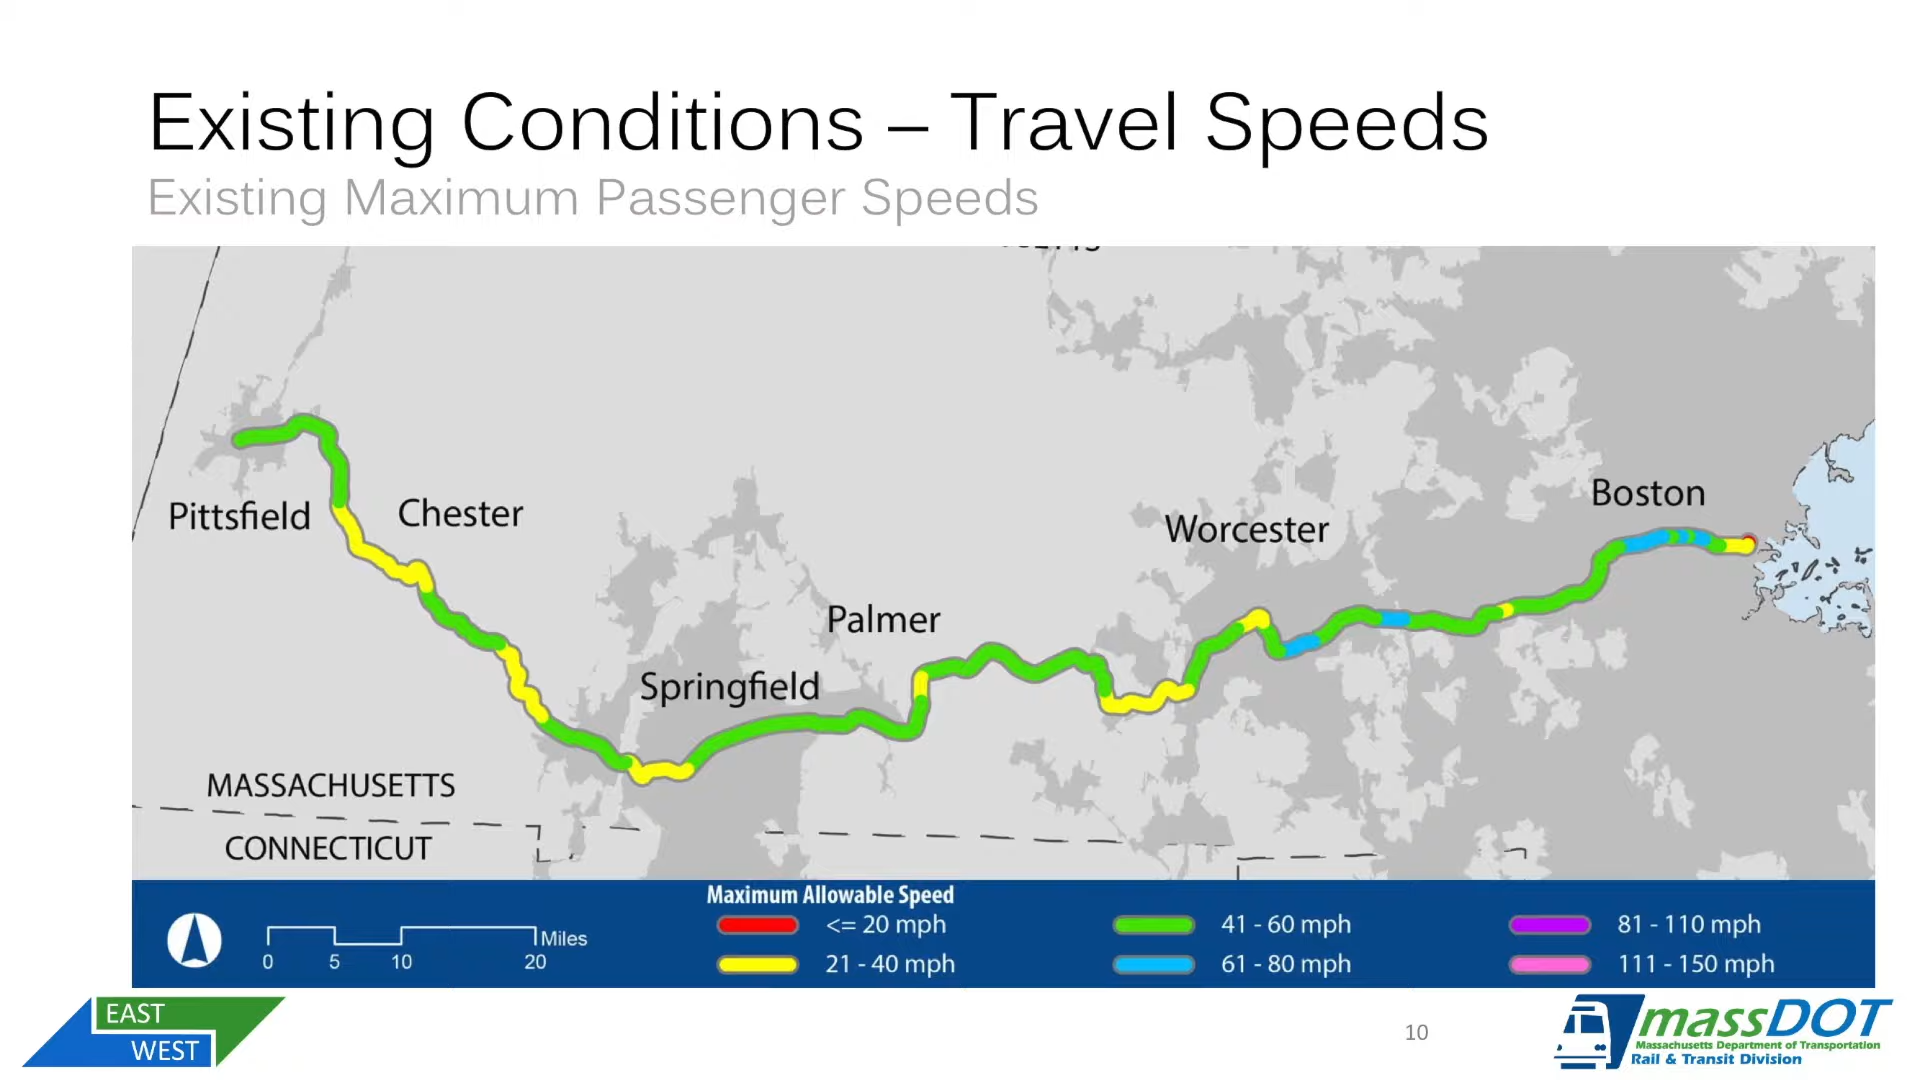 Existing Conditions – Travel Speeds
Existing Maximum Passenger Speeds
Boston
Pittsfield
Chester
Worcester
Palmer
Springfield
MASSACHUSETTS
CONNECTICUT
Maximum Allowable Speed
<= 20 mph
41 - 60 mph
81 - 110 mph
21 - 40 mph
61 - 80 mph
111 - 150 mph
Miles
0 5 10 20
EAST
WEST
10
massDOT
Massachusetts Department of Transportation
Rail & Transit Division